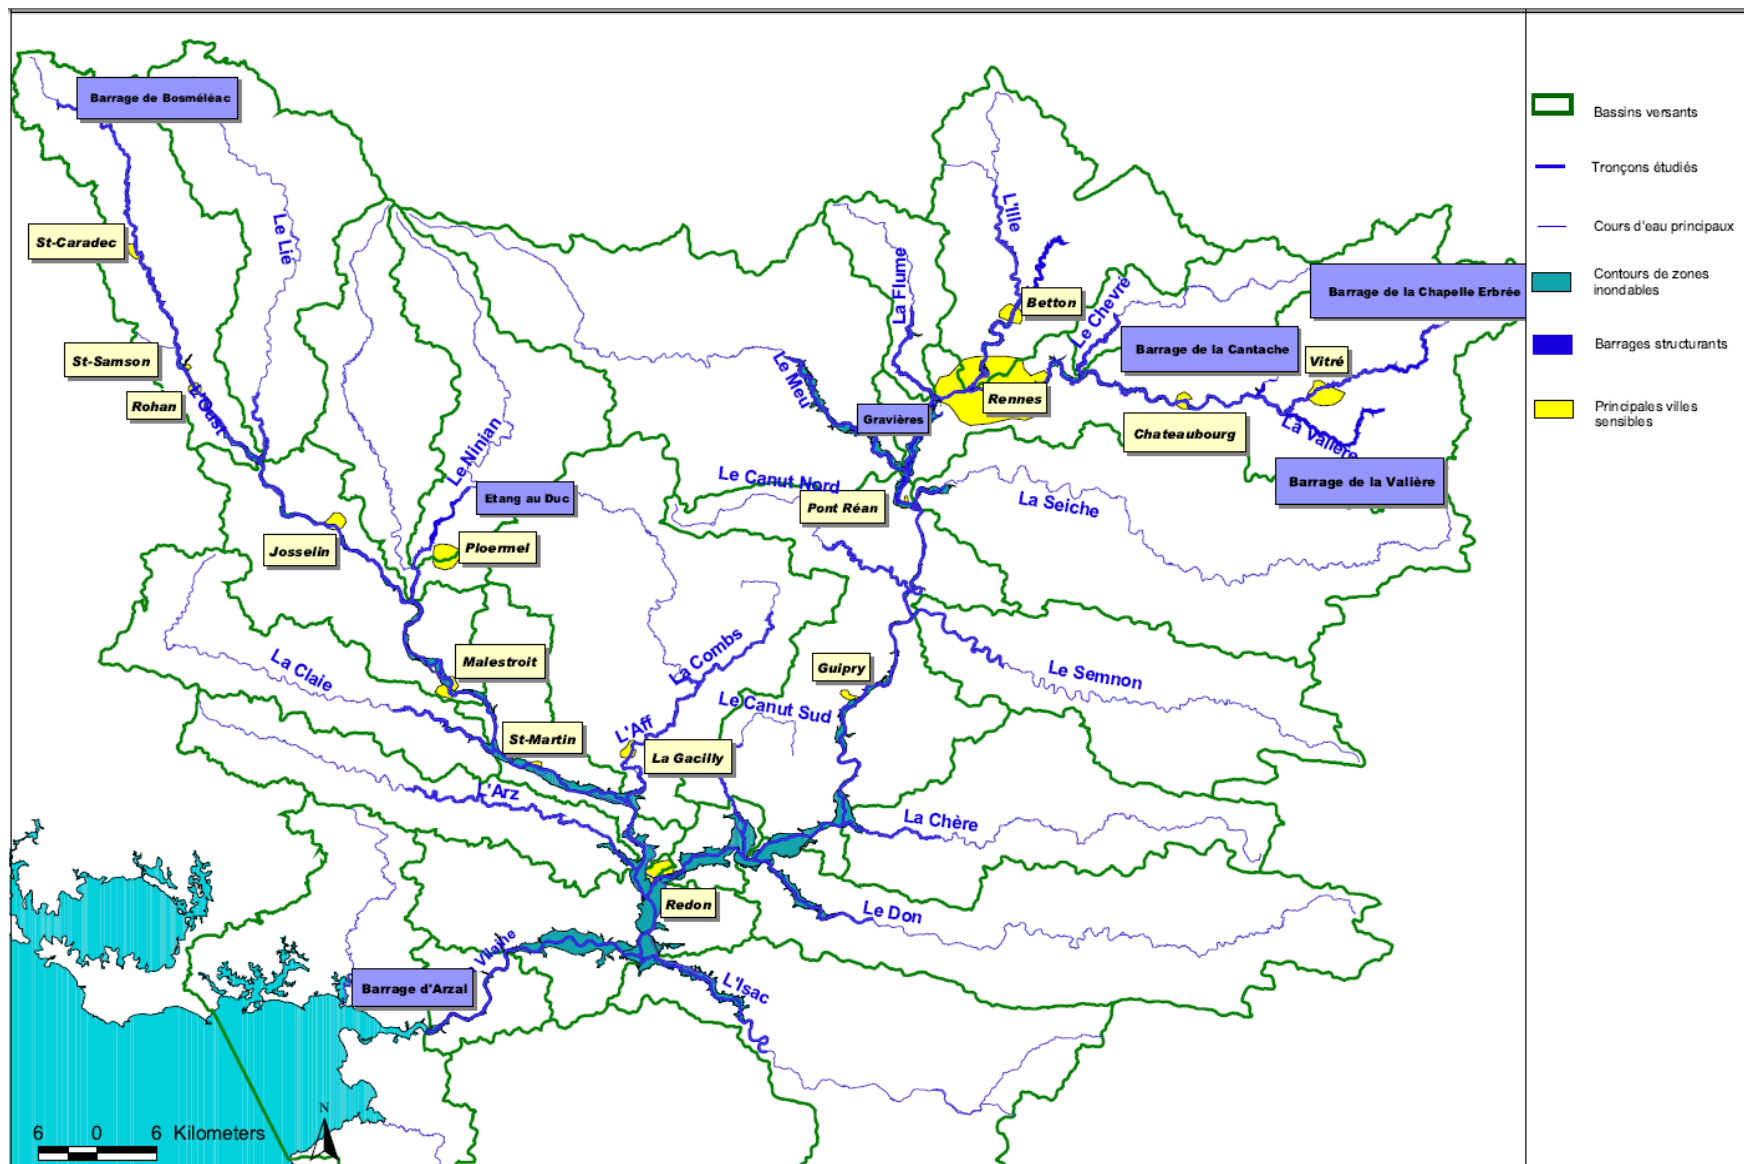 Barrage de Bosméléac
St-Caradec
Le Lié
St-Samson
Rohan
L'Oust
Josselin
Le Ninian
Etang au Duc
Ploermel
Malestroit
La Claie
St-Martin
L'Arz
L'Aff
La Combs
La Gacilly
Le Canut Sud
Guipry
Le Canut Nord
Pont Réan
Le Meu
Gravières
La Flume
L'Ille
Betton
Rennes
Le Chevré
Barrage de la Chapelle Erbrée
Barrage de la Cantache
Vitré
Chateaubourg
La Valière
Barrage de la Valière
La Seiche
Le Semnon
La Chère
Le Don
Redon
Vilaine
Barrage d'Arzal
L'Isac
N
6 0 6 Kilometers
Bassins versants
Tronçons étudiés
Cours d'eau principaux
Contours de zones
inondables
Barrages structurants
Principales villes
sensibles